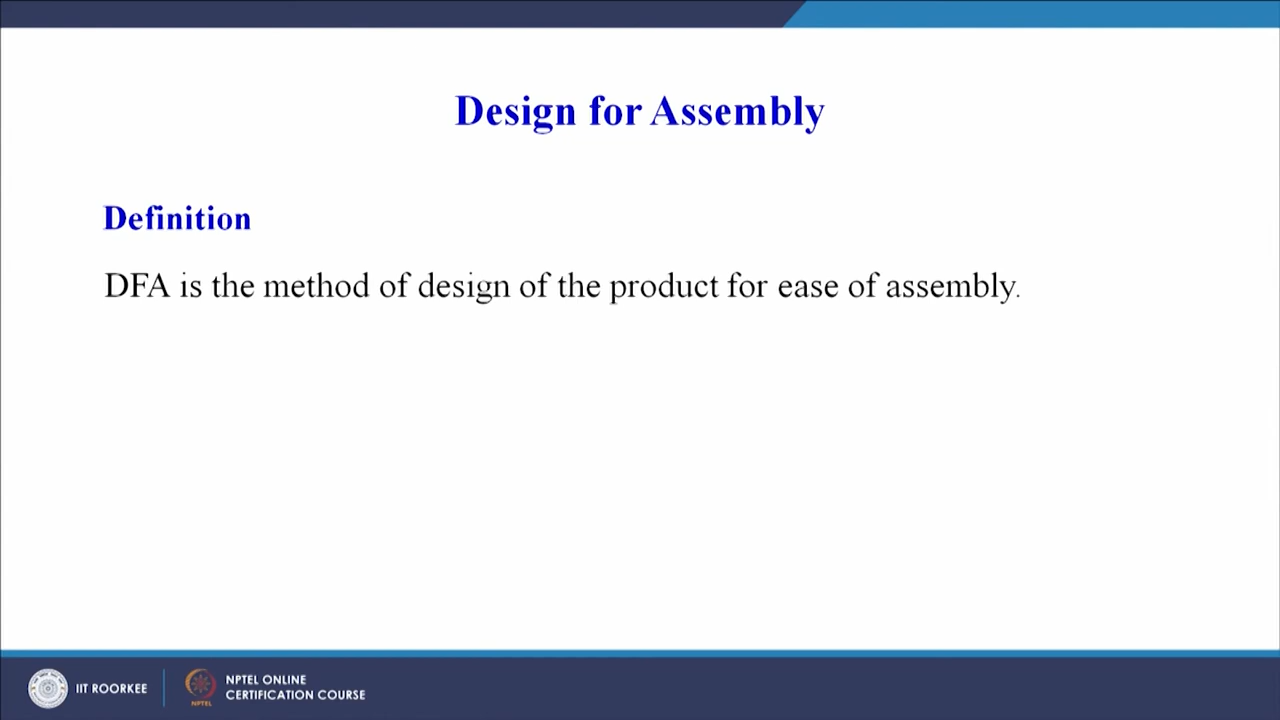 Design for Assembly
Definition
DFA is the method of design of the product for ease of assembly.
IIT ROORKEE
NPTEL ONLINE
CERTIFICATION COURSE
NPTEL